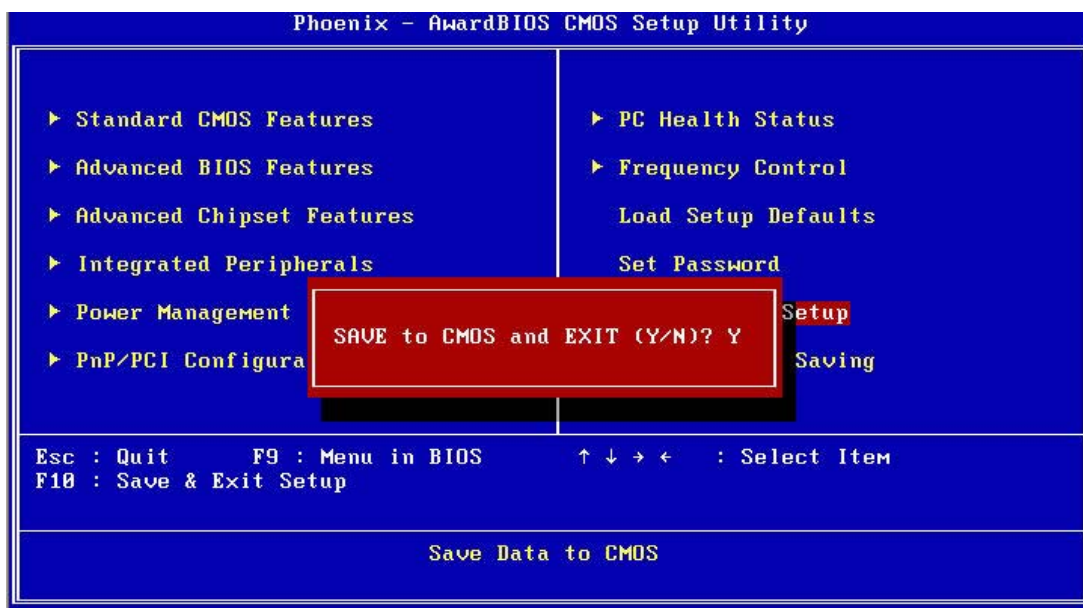 Phoenix - AwardBIOS CMOS Setup Utility
Standard CMOS Features
Advanced BIOS Features
Advanced Chipset Features
Integrated Peripherals
Power Management
PnP/PCI Configura
PC Health Status
Frequency Control
Load Setup Defaults
Set Password
Setup
Saving
SAVE to CMOS and EXIT (Y/N)? Y
Esc : Quit F9 : Menu in BIOS ↑ ↓ → ← : Select Item
F10 : Save & Exit Setup
Save Data to CMOS